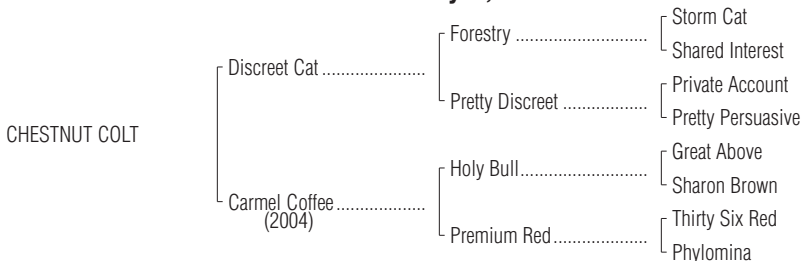 Storm Cat
Forestry ............................
Shared Interest
Discreet Cat ......................
Private Account
Pretty Discreet ..................
Pretty Persuasive
CHESTNUT COLT
Great Above
Holy Bull...........................
Sharon Brown
Carmel Coffee ...................
(2004)
Thirty Six Red
Premium Red....................
Phylomina